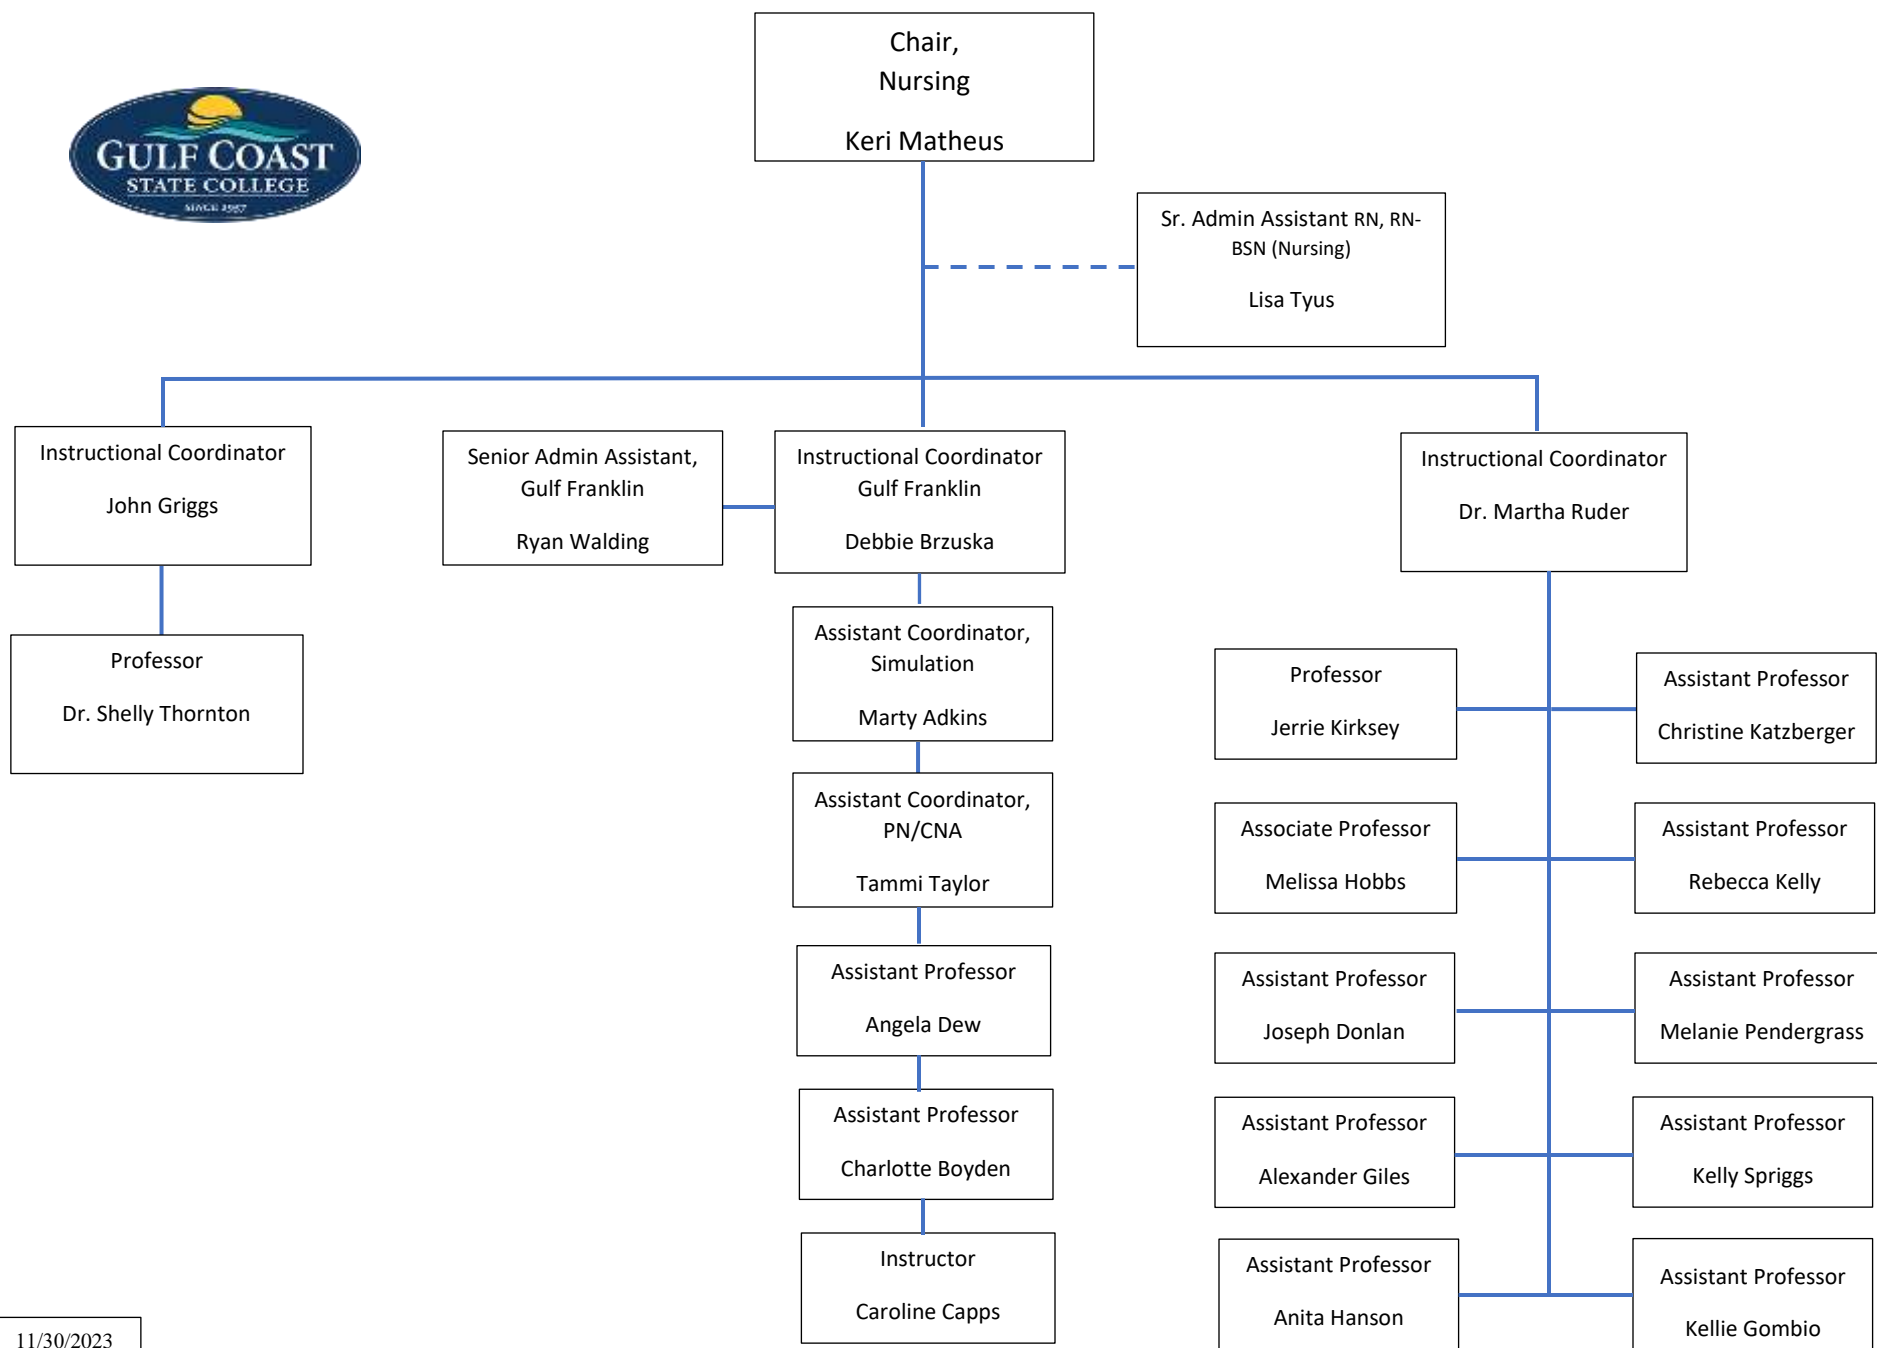 Chair,
Nursing
Keri Matheus
GULF COAST
STATE COLLEGE
SINCE 1957
Sr. Admin Assistant RN, RN-
BSN (Nursing)
Lisa Tyus
Instructional Coordinator
John Griggs
Senior Admin Assistant,
Gulf Franklin
Ryan Walding
Instructional Coordinator
Gulf Franklin
Debbie Brzuska
Instructional Coordinator
Dr. Martha Ruder
Professor
Dr. Shelly Thornton
Assistant Coordinator,
Simulation
Marty Adkins
Assistant Coordinator,
PN/CNA
Tammi Taylor
Assistant Professor
Angela Dew
Assistant Professor
Charlotte Boyden
Instructor
Caroline Capps
Professor
Jerrie Kirksey
Assistant Professor
Christine Katzberger
Associate Professor
Melissa Hobbs
Assistant Professor
Rebecca Kelly
Assistant Professor
Joseph Donlan
Assistant Professor
Melanie Pendergrass
Assistant Professor
Alexander Giles
Assistant Professor
Kelly Spriggs
Assistant Professor
Anita Hanson
Assistant Professor
Kellie Gombio
11/30/2023